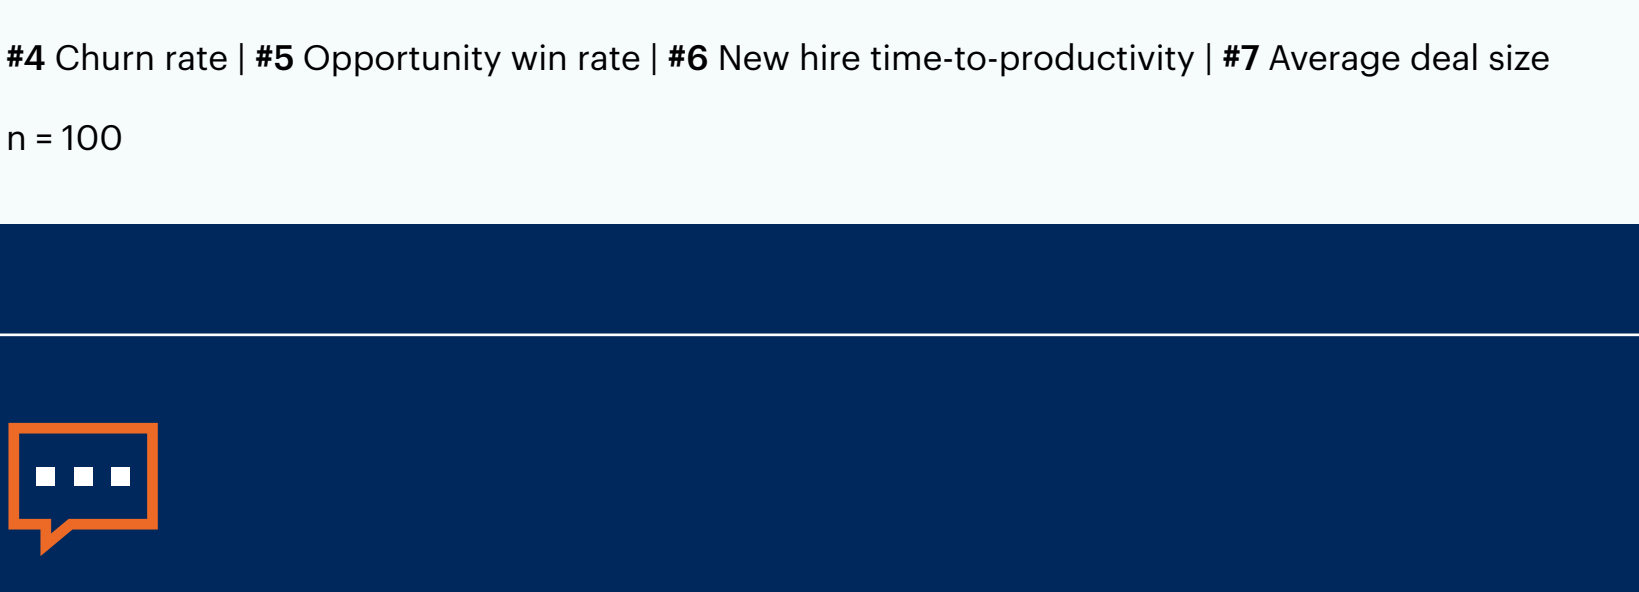 #4 Churn rate | #5 Opportunity win rate | #6 New hire time-to-productivity | #7 Average deal size
n = 100